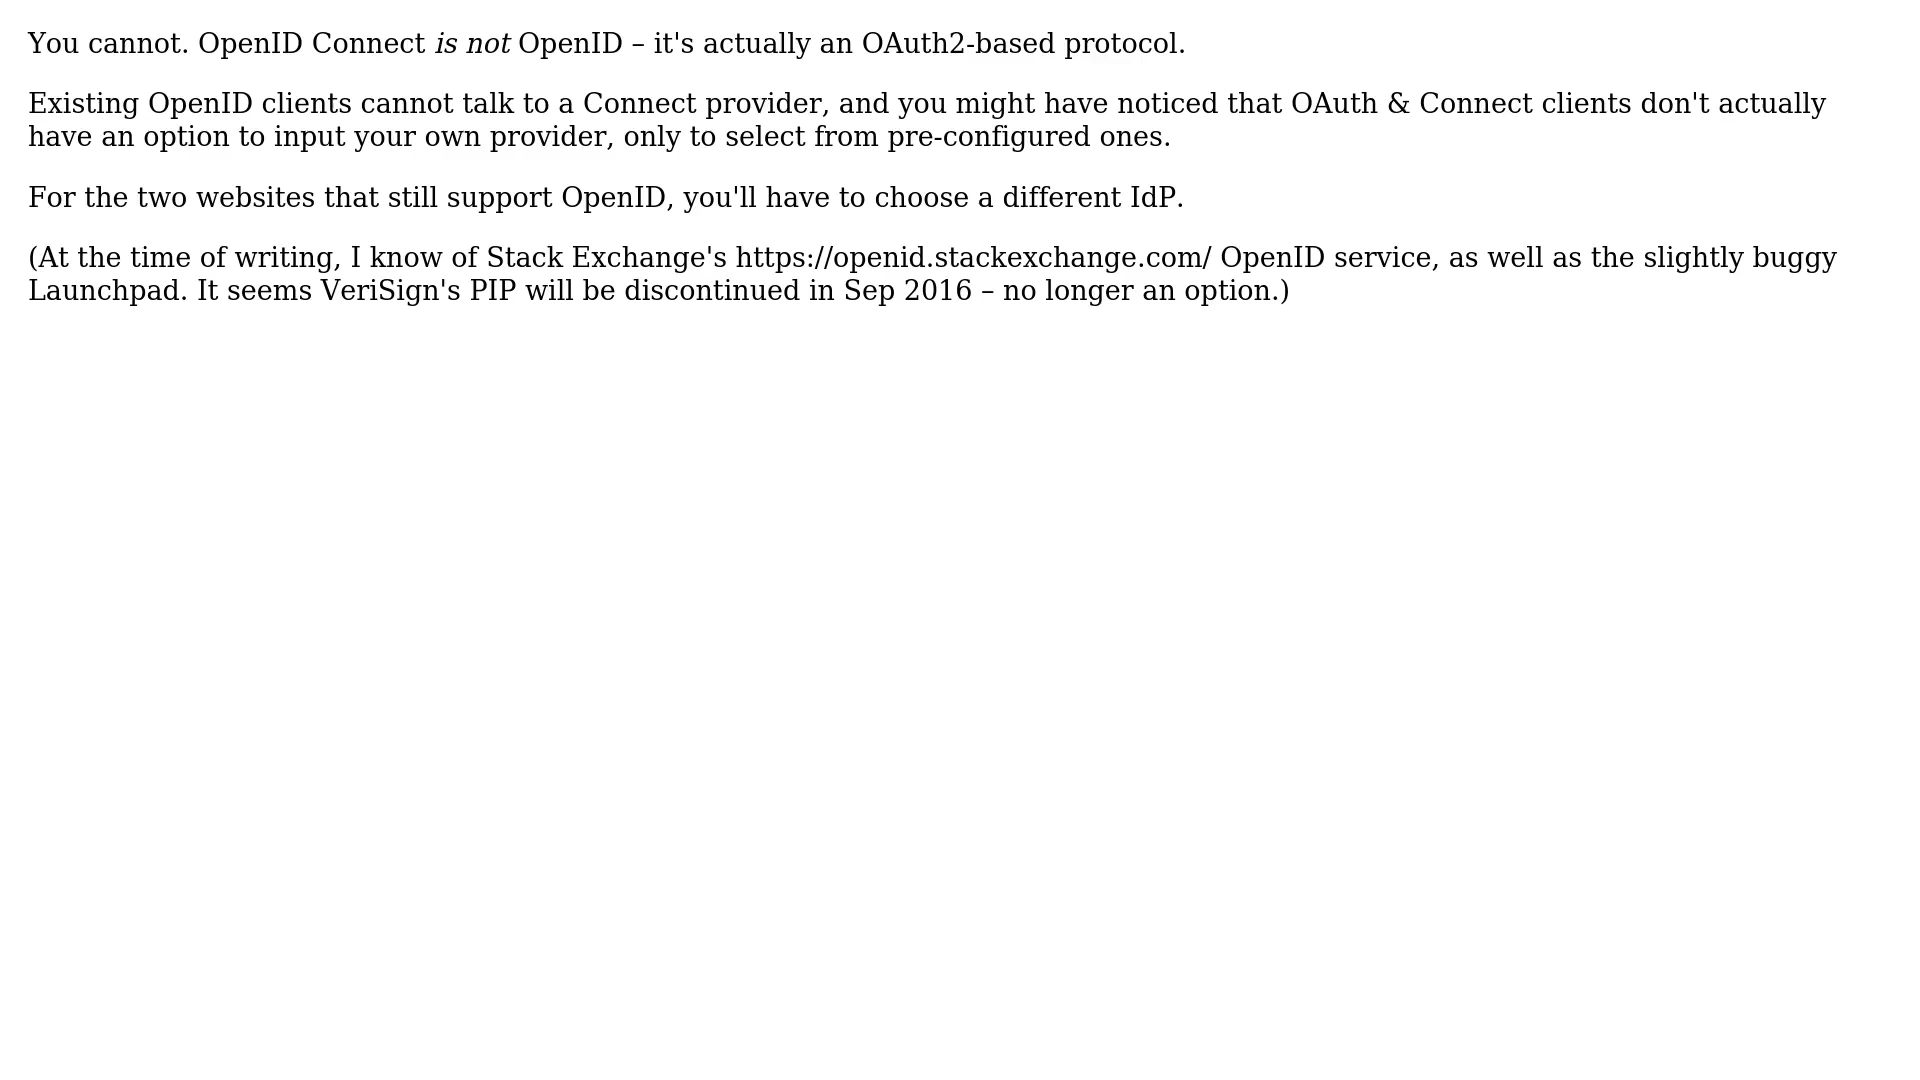 You cannot. OpenID Connect is not OpenID – it's actually an OAuth2-based protocol.
Existing OpenID clients cannot talk to a Connect provider, and you might have noticed that OAuth & Connect clients don't actually
have an option to input your own provider, only to select from pre-configured ones.
For the two websites that still support OpenID, you'll have to choose a different IdP.
(At the time of writing, I know of Stack Exchange's https://openid.stackexchange.com/ OpenID service, as well as the slightly buggy
Launchpad. It seems VeriSign's PIP will be discontinued in Sep 2016 – no longer an option.)